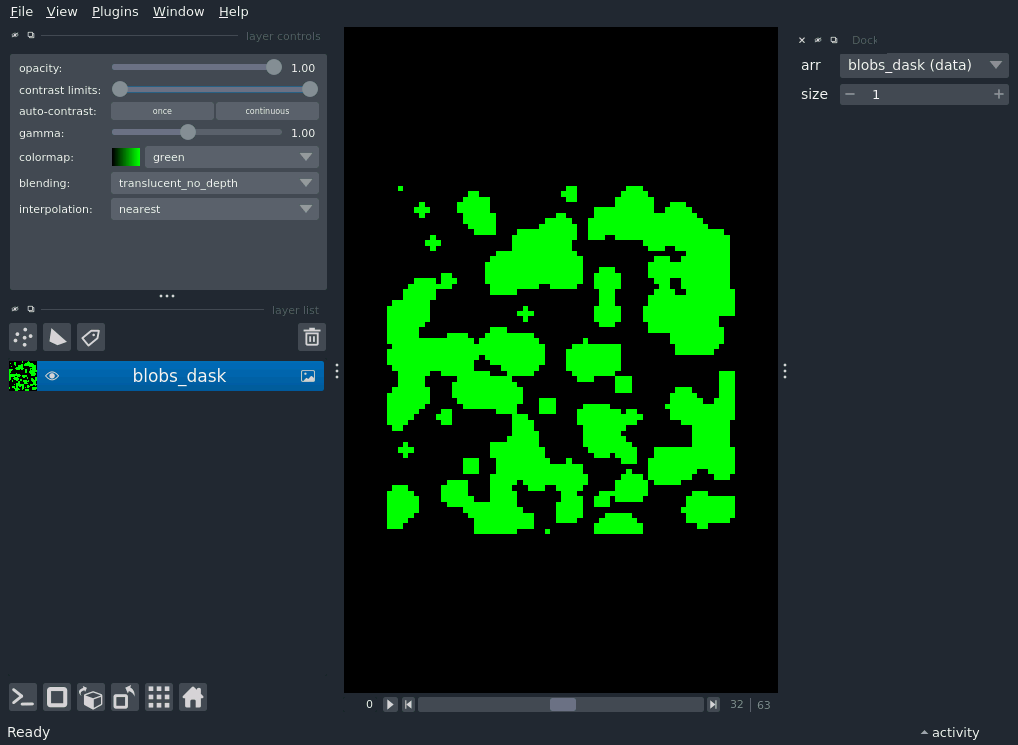 File View Plugins Window Help
layer controls
opacity: 1.00
contrast limits:
auto-contrast: once continuous
gamma: 1.00
colormap: green
blending: translucent_no_depth
interpolation: nearest
layer list
blobs_dask
0 32 63
Dock
arr blobs_dask (data)
size 1
Ready
activity